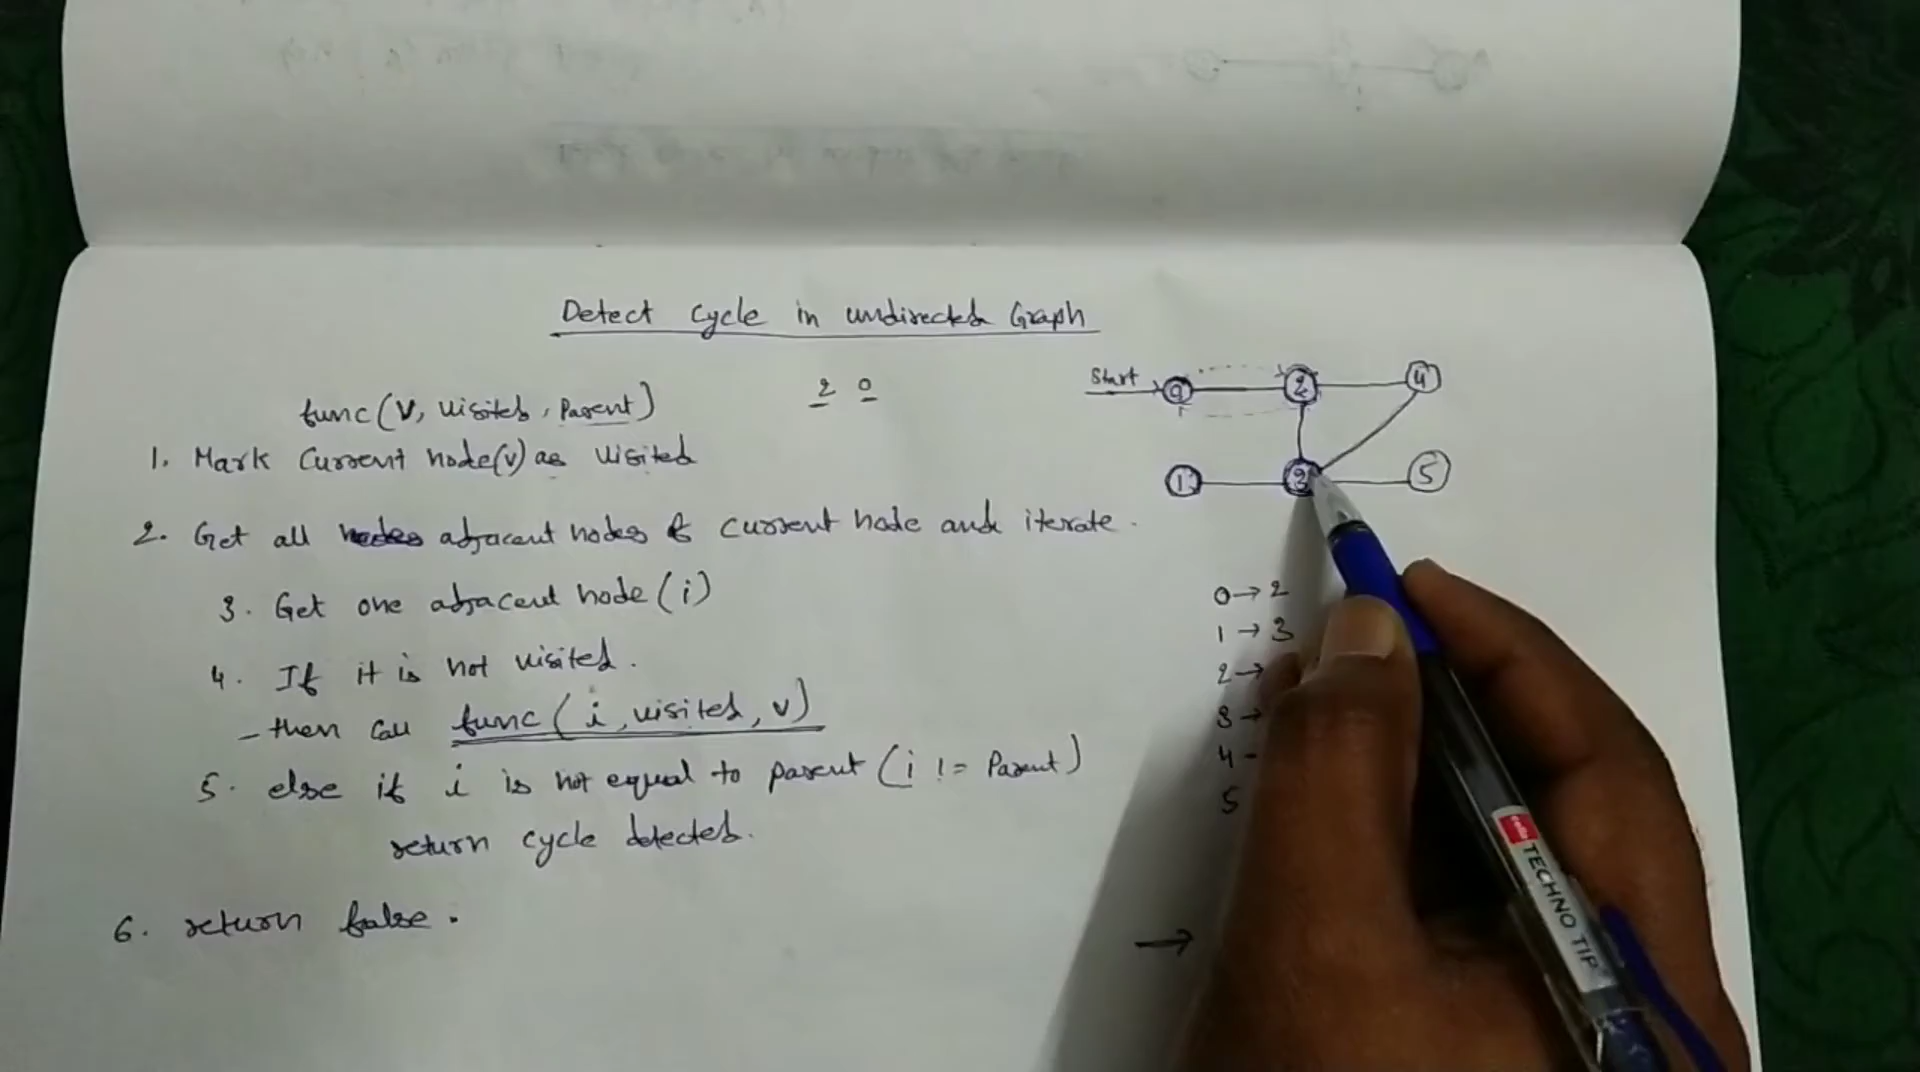 Detect Cycle in undirected Graph
func(V, visited, Parent)
2 0
1. Mark Current node(v) as visited
2. Get all adjacent nodes of current node and iterate.
3. Get one adjacent node (i)
4. If it is not visited.
- then call func(i, visited, v)
5. else if i is not equal to parent (i != Parent)
return cycle detected.
6. return false.
Start
0 2 4
1 3 5
0 → 2
1 → 3
2 →
3 →
4 -
5
cello
TECHNO TIP